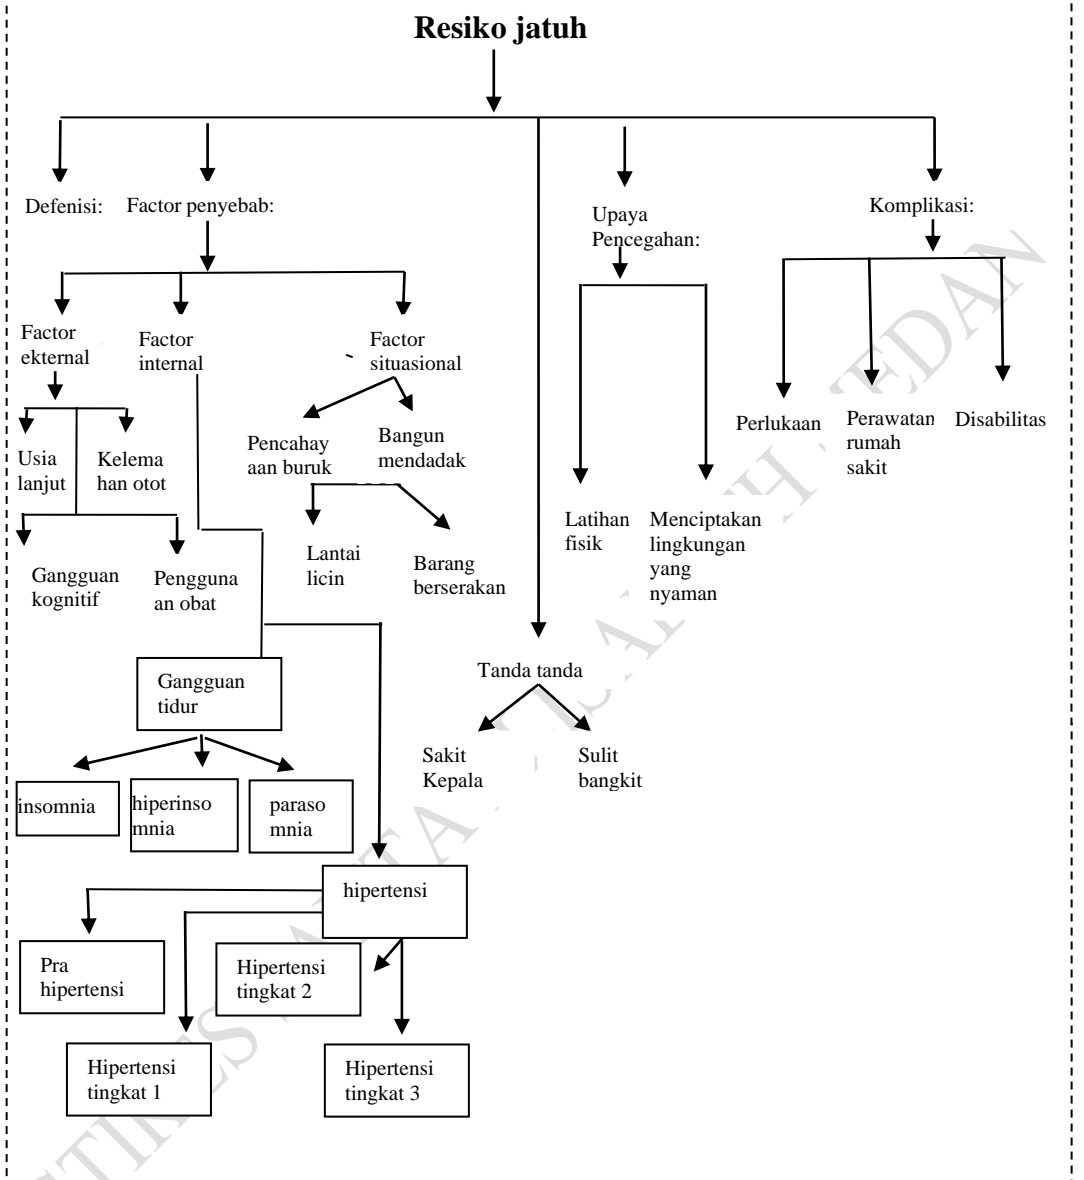 Resiko jatuh
Defenisi:
Factor penyebab:
Upaya
Pencegahan:
Komplikasi:
Factor
ekternal
Factor
internal
Factor
situasional
Usia
lanjut
Kelema
han otot
Pencahay
aan buruk
Bangun
mendadak
Perlukaan
Perawatan
rumah
sakit
Disabilitas
Gangguan
kognitif
Pengguna
an obat
Lantai
licin
Barang
berserakan
Latihan
fisik
Menciptakan
lingkungan
yang
nyaman
Gangguan
tidur
Tanda tanda
Sakit
Kepala
Sulit
bangkit
insomnia
hiperinso
mnia
paraso
mnia
hipertensi
Pra
hipertensi
Hipertensi
tingkat 2
Hipertensi
tingkat 1
Hipertensi
tingkat 3